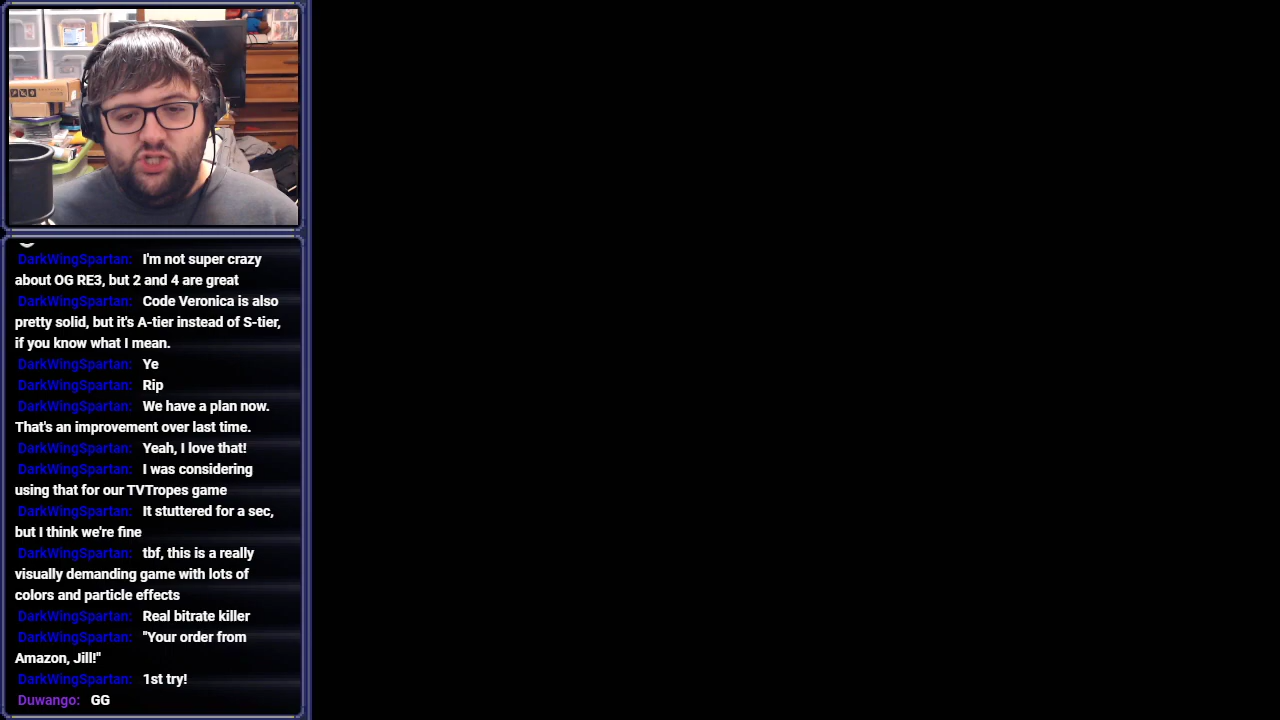 DarkWingSpartan: I'm not super crazy
about OG RE3, but 2 and 4 are great
DarkWingSpartan: Code Veronica is also
pretty solid, but it's A-tier instead of S-tier,
if you know what I mean.
DarkWingSpartan: Ye
DarkWingSpartan: Rip
DarkWingSpartan: We have a plan now.
That's an improvement over last time.
DarkWingSpartan: Yeah, I love that!
DarkWingSpartan: I was considering
using that for our TVTropes game
DarkWingSpartan: It stuttered for a sec,
but I think we're fine
DarkWingSpartan: tbf, this is a really
visually demanding game with lots of
colors and particle effects
DarkWingSpartan: Real bitrate killer
DarkWingSpartan: "Your order from
Amazon, Jill!"
DarkWingSpartan: 1st try!
Duwango: GG